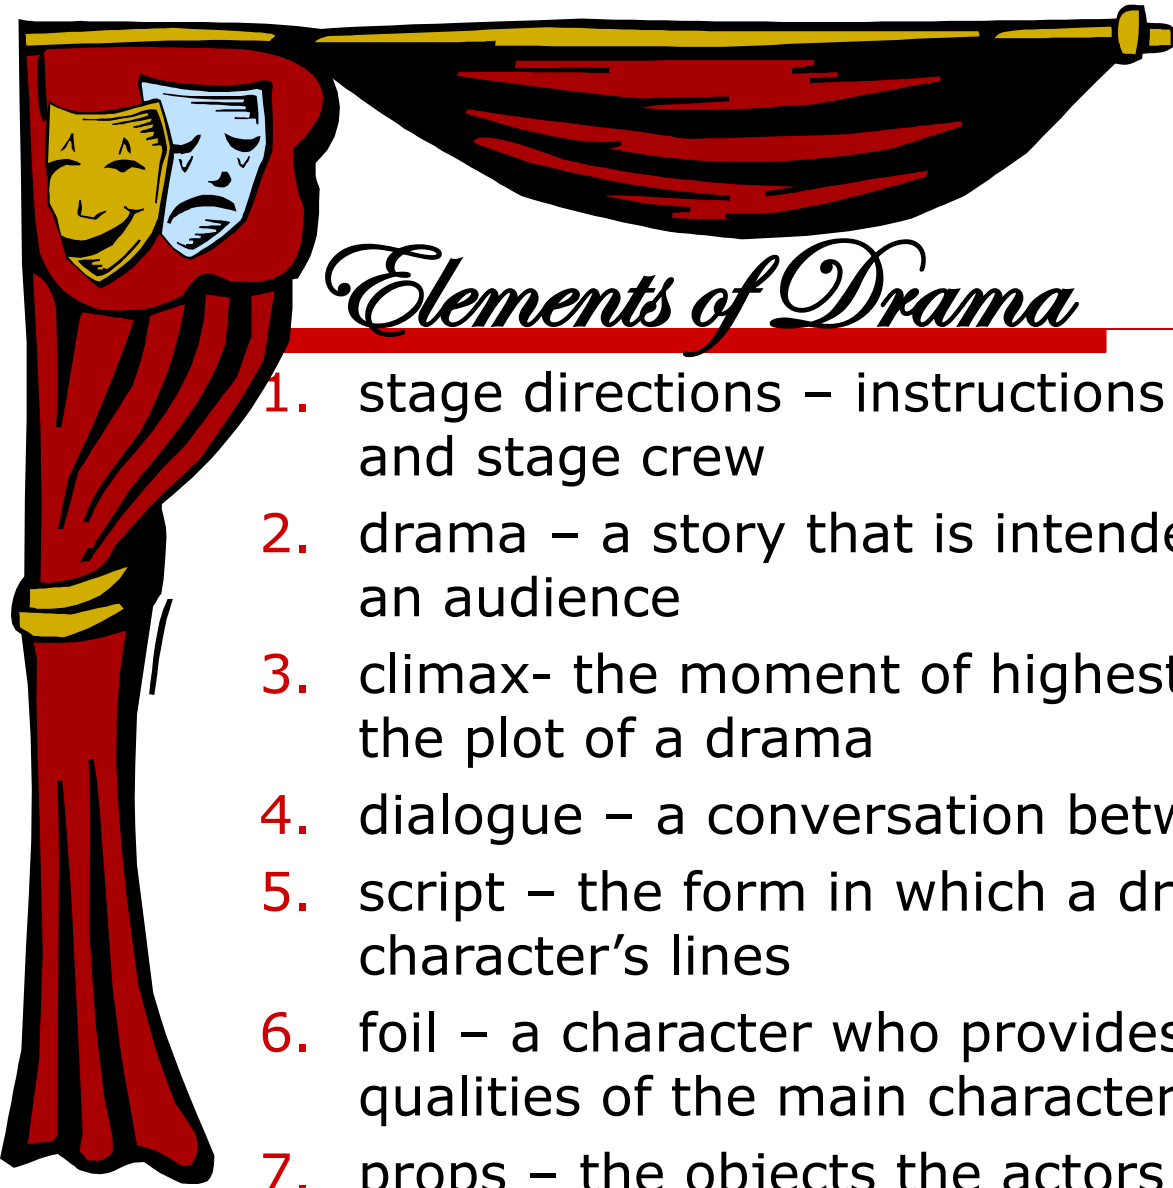 Elements of Drama
1. stage directions – instructions
and stage crew
2. drama – a story that is intende
an audience
3. climax- the moment of highest
the plot of a drama
4. dialogue – a conversation betw
5. script – the form in which a dr
character’s lines
6. foil – a character who provides
qualities of the main character
7. props – the objects the actors